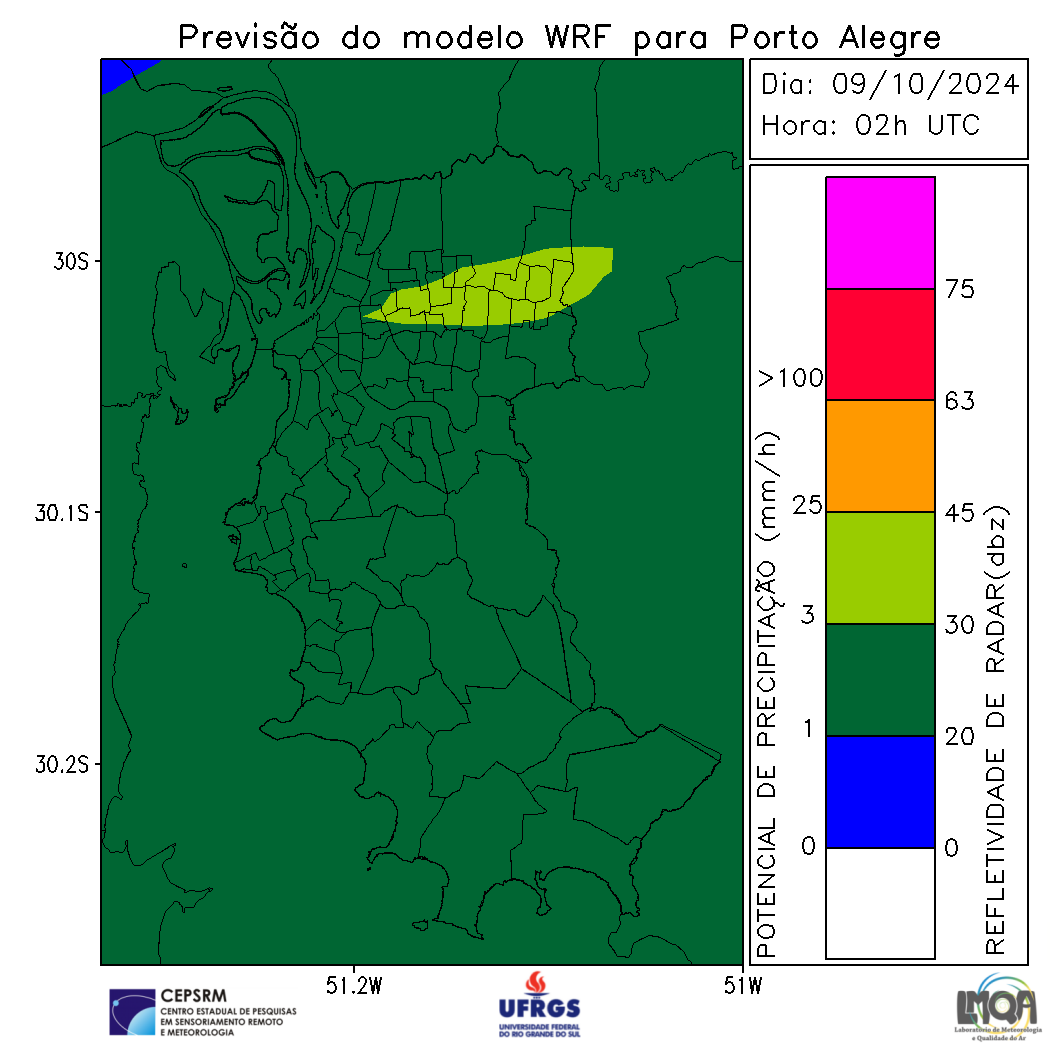 Previsão do modelo WRF para Porto Alegre
Dia: 09/10/2024
Hora: 02h UTC
30S
30.1S
30.2S
51.2W
51W
POTENCIAL DE PRECIPITAÇÃO (mm/h)
>100
25
3
1
0
75
63
45
30
20
0
REFLETIVIDADE DE RADAR(dbz)
CEPSRM
CENTRO ESTADUAL DE PESQUISAS
EM SENSORIAMENTO REMOTO
E METEOROLOGIA
UFRGS
UNIVERSIDADE FEDERAL
DO RIO GRANDE DO SUL
LMQA
Laboratório de Meteorologia
e Qualidade do Ar